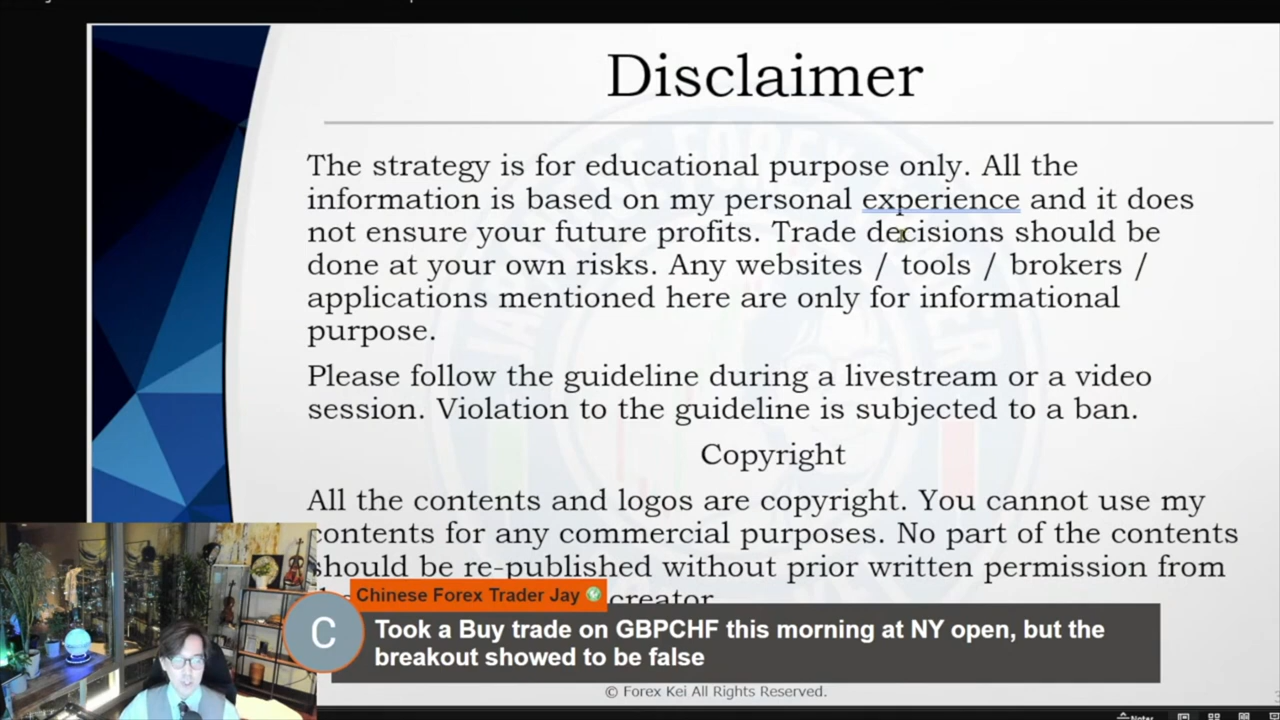 Disclaimer
The strategy is for educational purpose only. All the
information is based on my personal experience and it does
not ensure your future profits. Trade decisions should be
done at your own risks. Any websites / tools / brokers /
applications mentioned here are only for informational
purpose.
Please follow the guideline during a livestream or a video
session. Violation to the guideline is subjected to a ban.
Copyright
All the contents and logos are copyright. You cannot use my
contents for any commercial purposes. No part of the contents
should be re-published without prior written permission from
creator.
Chinese Forex Trader Jay
C
Took a Buy trade on GBPCHF this morning at NY open, but the
breakout showed to be false
© Forex Kei All Rights Reserved.
Notes